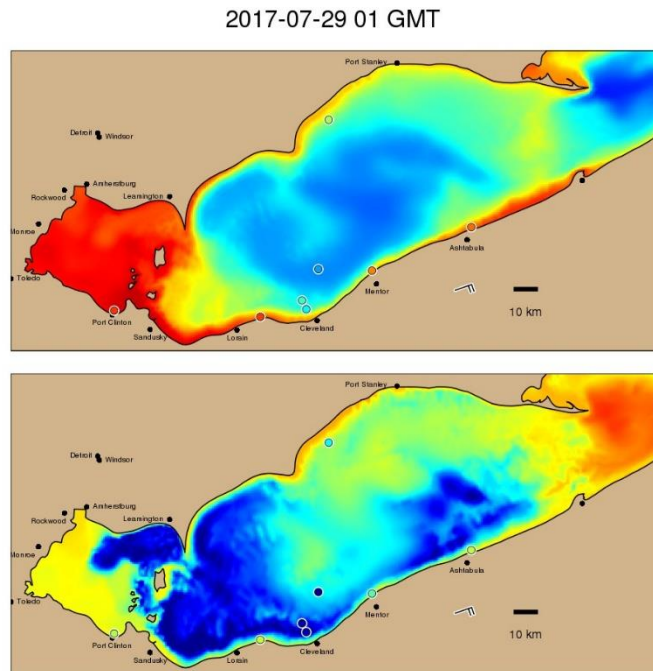 2017-07-29 01 GMT
Port Stanley
Detroit
Windsor
Amherstburg
Rockwood
Leamington
Monroe
Toledo
Port Clinton
Sandusky
Lorain
Cleveland
Mentor
Ashtabula
10 km
Port Stanley
Detroit
Windsor
Amherstburg
Rockwood
Leamington
Monroe
Toledo
Port Clinton
Sandusky
Lorain
Cleveland
Mentor
Ashtabula
10 km